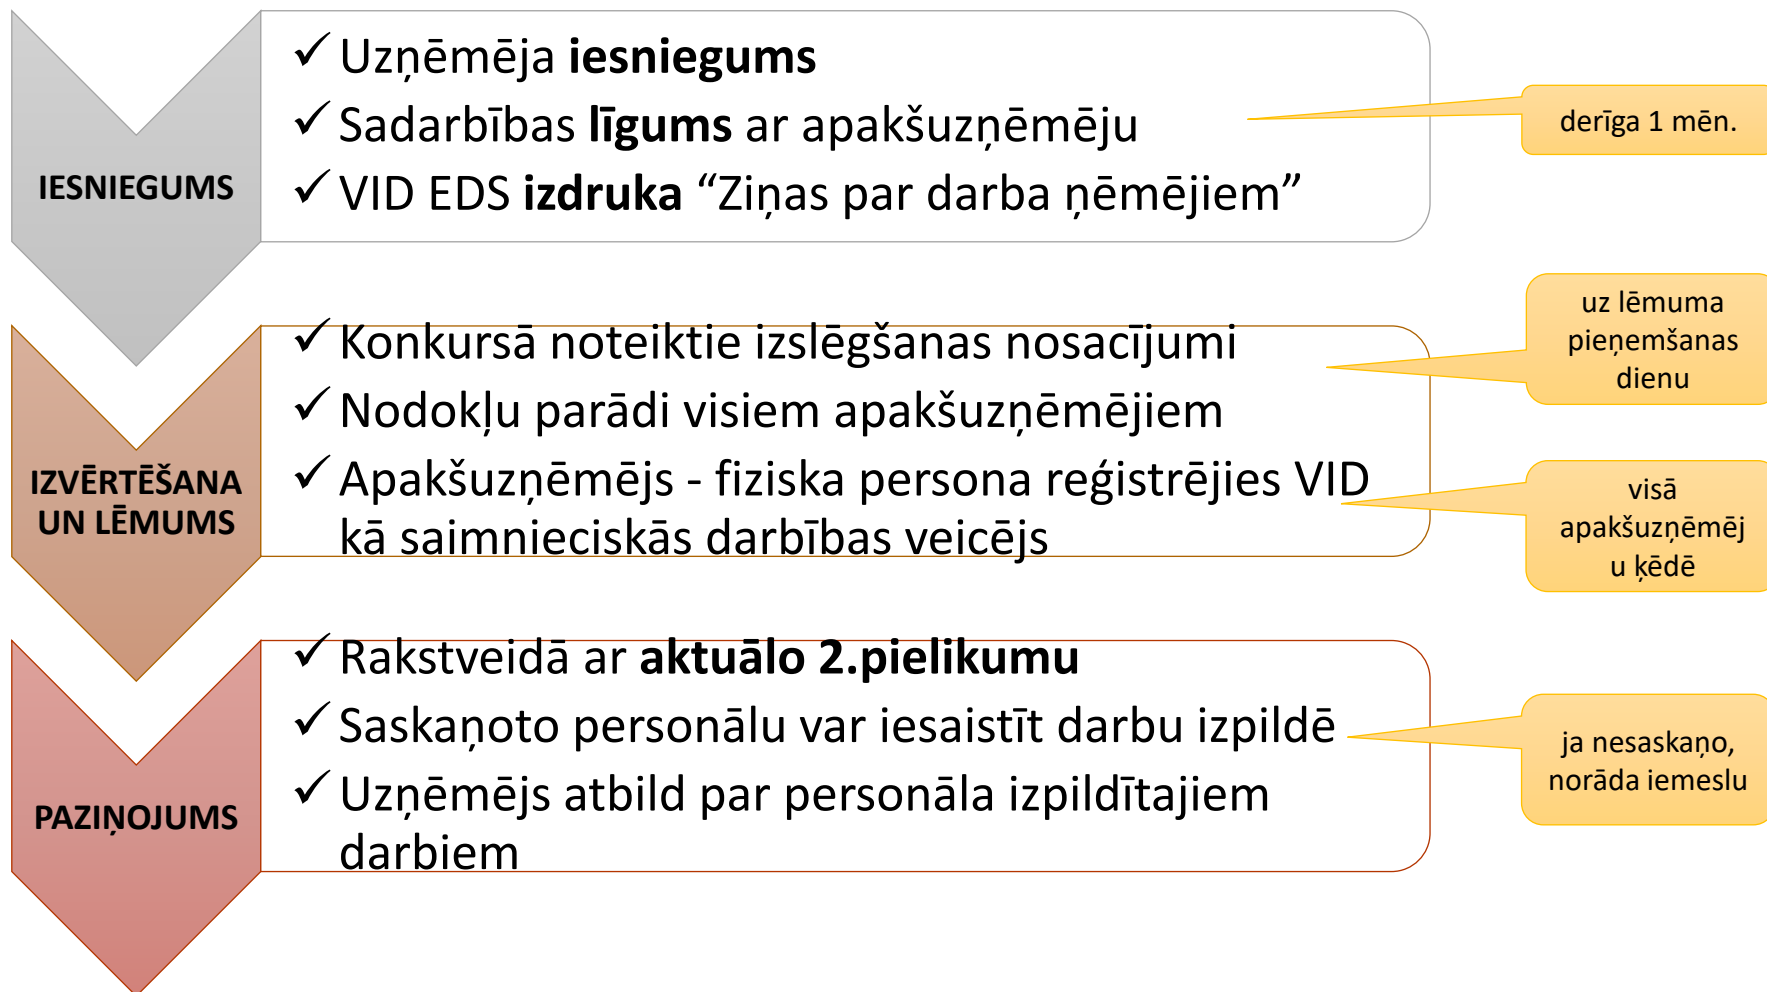 IESNIEGUMS
✓ Uzņēmēja iesniegums
✓ Sadarbības līgums ar apakšuzņēmēju
✓ VID EDS izdruka “Ziņas par darba ņēmējiem”
derīga 1 mēn.
IZVĒRTĒŠANA
UN LĒMUMS
✓ Konkursā noteiktie izslēgšanas nosacījumi
✓ Nodokļu parādi visiem apakšuzņēmējiem
✓ Apakšuzņēmējs - fiziska persona reģistrējies VID
kā saimnieciskās darbības veicējs
uz lēmuma
pieņemšanas
dienu
visā
apakšuzņēmēj
u ķēdē
PAZIŅOJUMS
✓ Rakstveidā ar aktuālo 2.pielikumu
✓ Saskaņoto personālu var iesaistīt darbu izpildē
✓ Uzņēmējs atbild par personāla izpildītajiem
darbiem
ja nesaskaņo,
norāda iemeslu